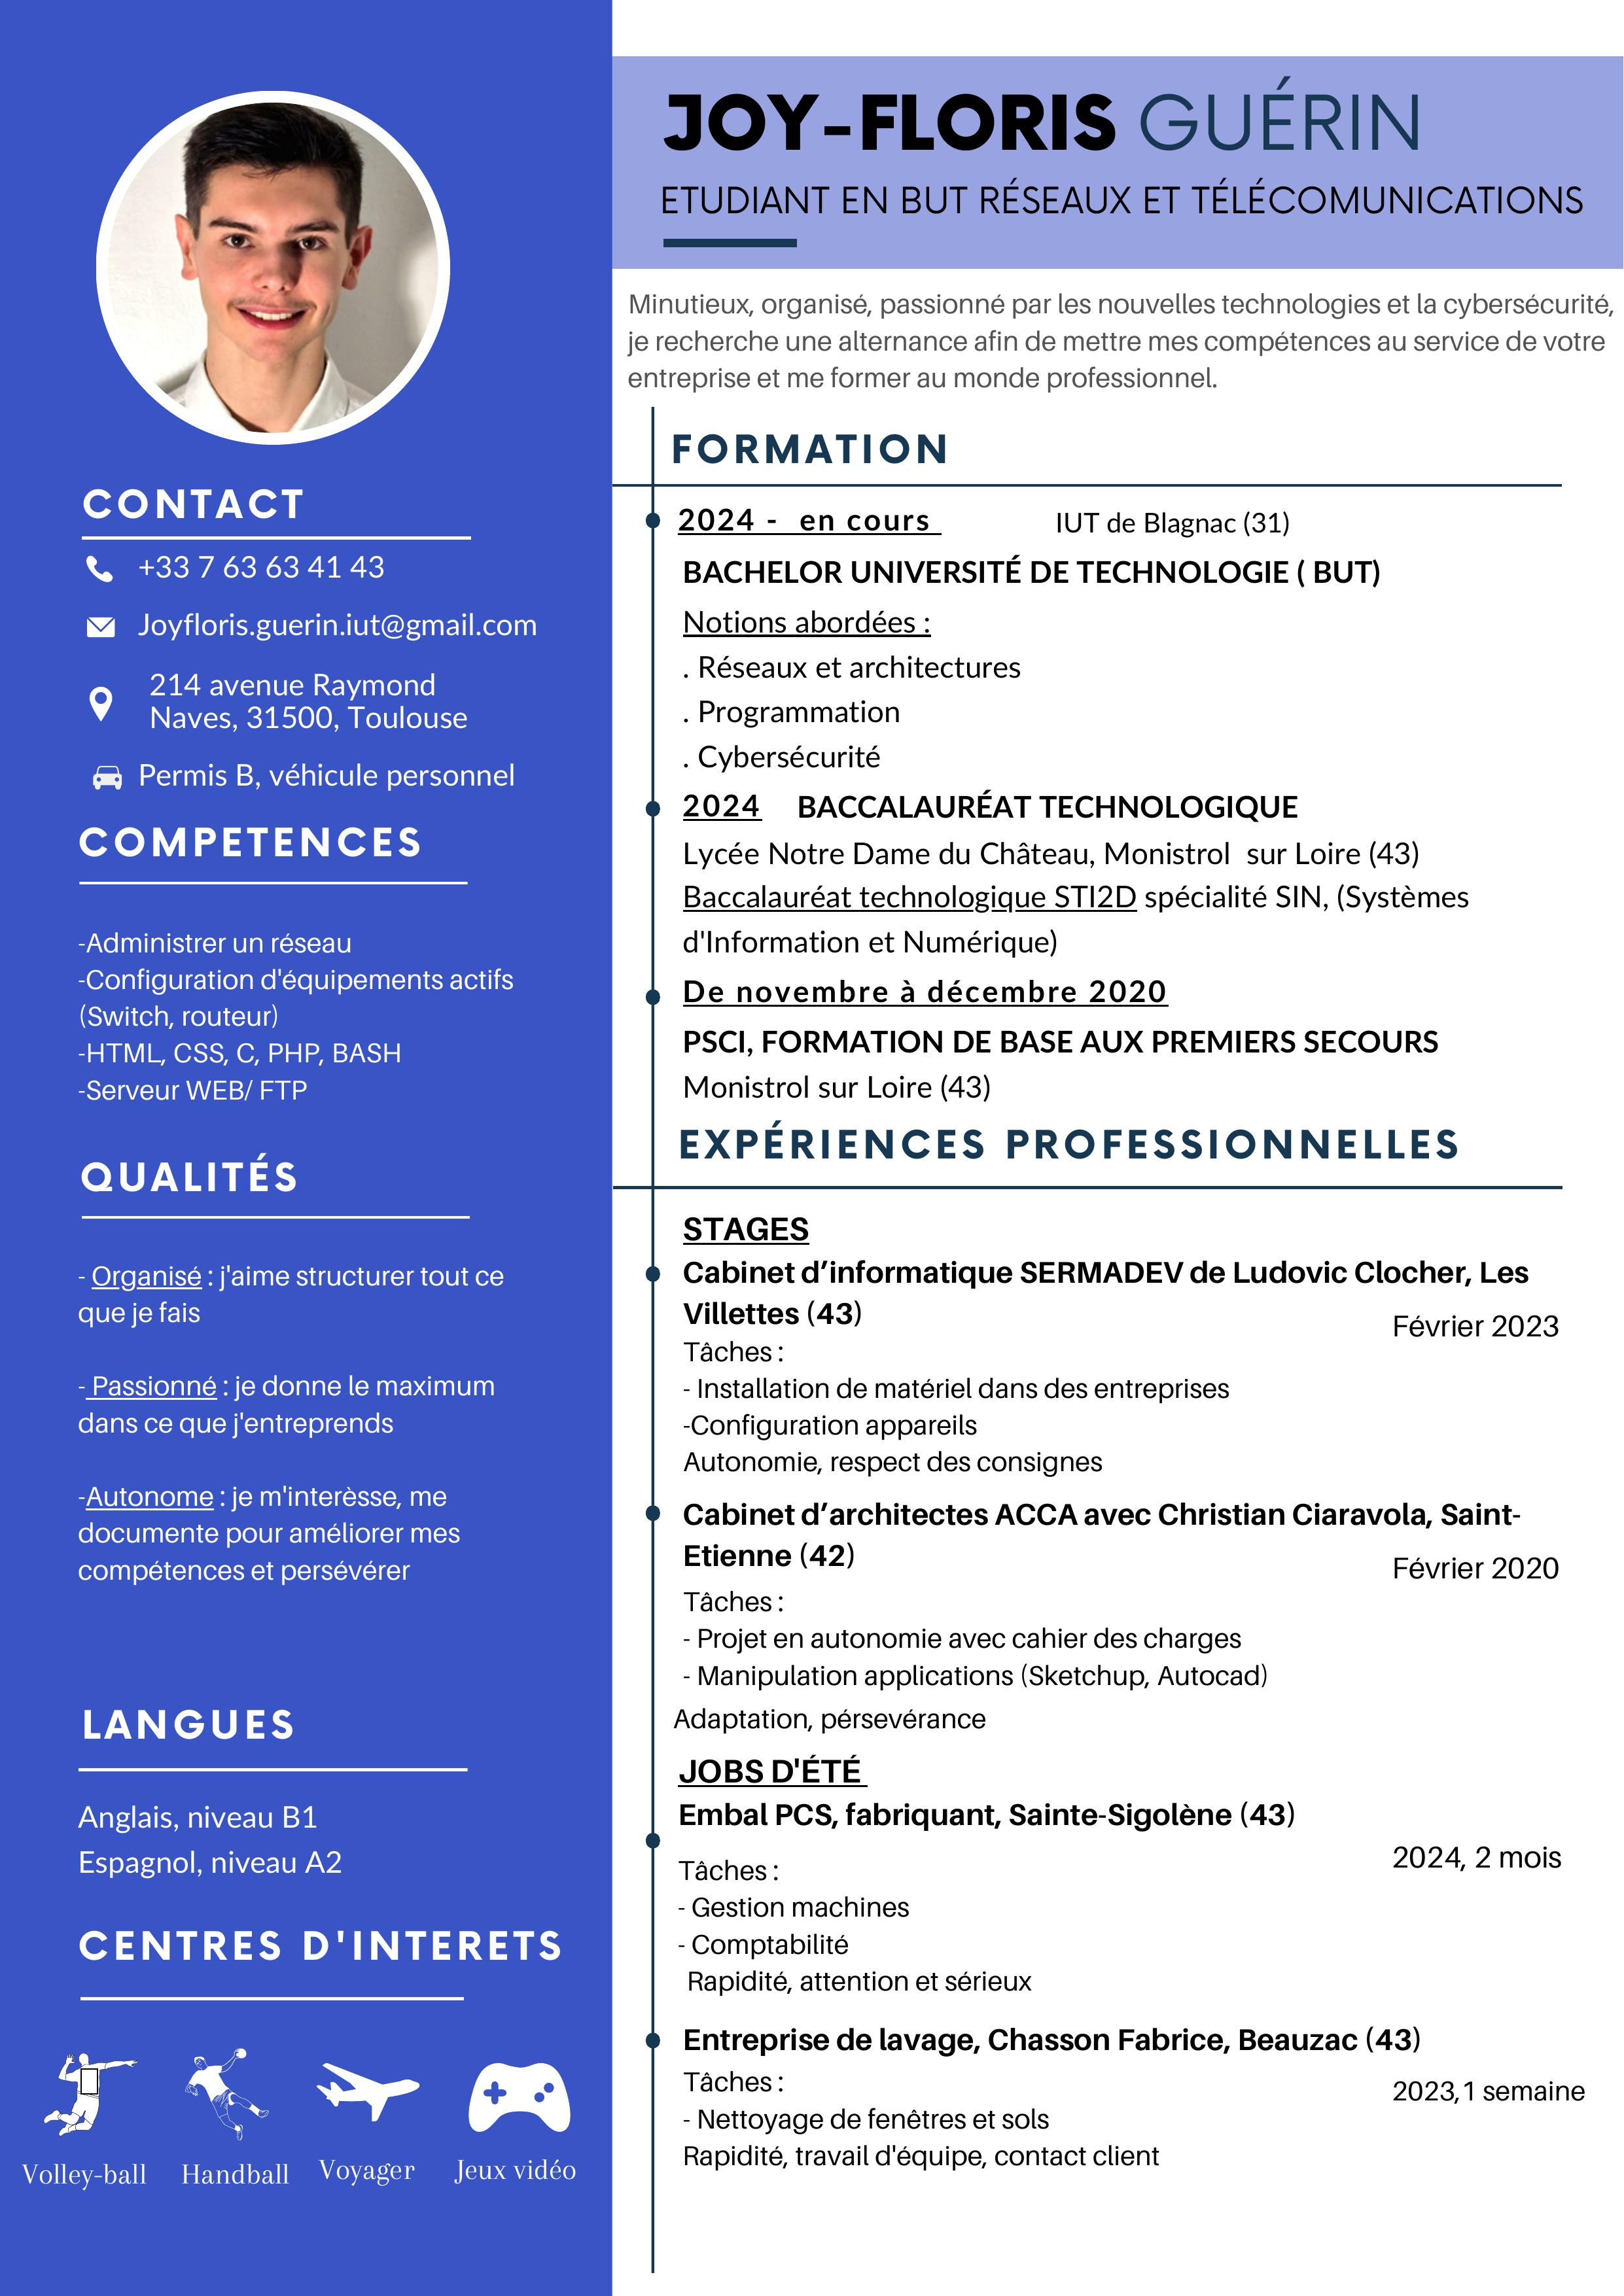 JOY-FLORIS GUÉRIN
ETUDIANT EN BUT RÉSEAUX ET TÉLÉCOMUNICATIONS
Minutieux, organisé, passionné par les nouvelles technologies et la cybersécurité,
je recherche une alternance afin de mettre mes compétences au service de votre
entreprise et me former au monde professionnel.
CONTACT
+33 7 63 63 41 43
Joyfloris.guerin.iut@gmail.com
214 avenue Raymond
Naves, 31500, Toulouse
Permis B, véhicule personnel
COMPETENCES
-Administrer un réseau
-Configuration d'équipements actifs
(Switch, routeur)
-HTML, CSS, C, PHP, BASH
-Serveur WEB/ FTP
QUALITÉS
- Organisé : j'aime structurer tout ce
que je fais
- Passionné : je donne le maximum
dans ce que j'entreprends
-Autonome : je m'interèsse, me
documente pour améliorer mes
compétences et persévérer
LANGUES
Anglais, niveau B1
Espagnol, niveau A2
CENTRES D'INTERETS
Volley-ball Handball Voyager Jeux vidéo
FORMATION
2024 - en cours IUT de Blagnac (31)
BACHELOR UNIVERSITÉ DE TECHNOLOGIE ( BUT)
Notions abordées :
. Réseaux et architectures
. Programmation
. Cybersécurité
2024 BACCALAURÉAT TECHNOLOGIQUE
Lycée Notre Dame du Château, Monistrol sur Loire (43)
Baccalauréat technologique STI2D spécialité SIN, (Systèmes
d'Information et Numérique)
De novembre à décembre 2020
PSCI, FORMATION DE BASE AUX PREMIERS SECOURS
Monistrol sur Loire (43)
EXPÉRIENCES PROFESSIONNELLES
STAGES
Cabinet d’informatique SERMADEV de Ludovic Clocher, Les
Villettes (43)
Février 2023
Tâches :
- Installation de matériel dans des entreprises
-Configuration appareils
Autonomie, respect des consignes
Cabinet d’architectes ACCA avec Christian Ciaravola, Saint-
Etienne (42)
Février 2020
Tâches :
- Projet en autonomie avec cahier des charges
- Manipulation applications (Sketchup, Autocad)
Adaptation, pérsevérance
JOBS D'ÉTÉ
Embal PCS, fabriquant, Sainte-Sigolène (43)
2024, 2 mois
Tâches :
- Gestion machines
- Comptabilité
Rapidité, attention et sérieux
Entreprise de lavage, Chasson Fabrice, Beauzac (43)
Tâches :
2023,1 semaine
- Nettoyage de fenêtres et sols
Rapidité, travail d'équipe, contact client